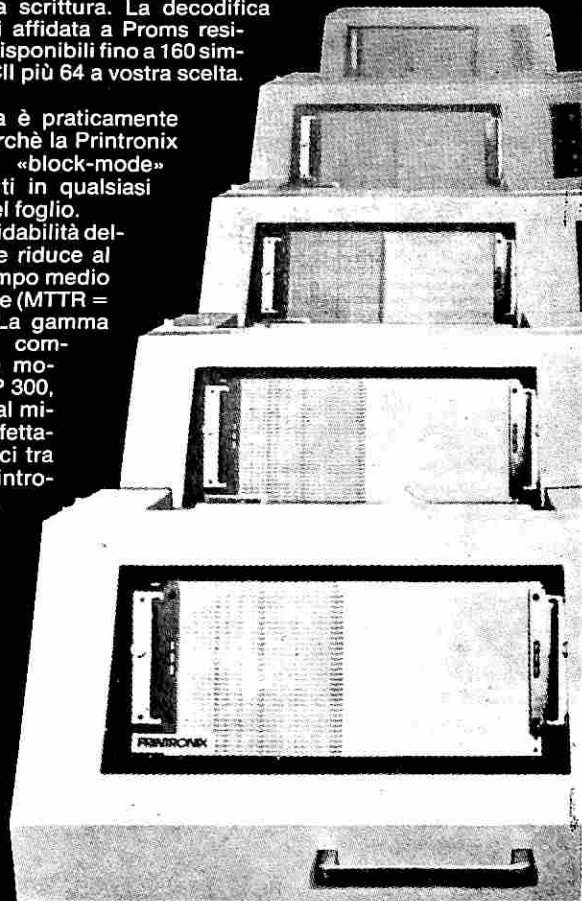 a scrittura. La decodifica
i affidata a Proms resi-
disponibili fino a 160 sim-
CII più 64 a vostra scelta.
a è praticamente
rchè la Printronix
«block-mode»
ti in qualsiasi
el foglio.
idabilità del-
e riduce al
mpo medio
e (MTTR =
La gamma
com-
mo-
P 300,
al mi-
fetta-
ci tra
intro-
PRINTRONIX